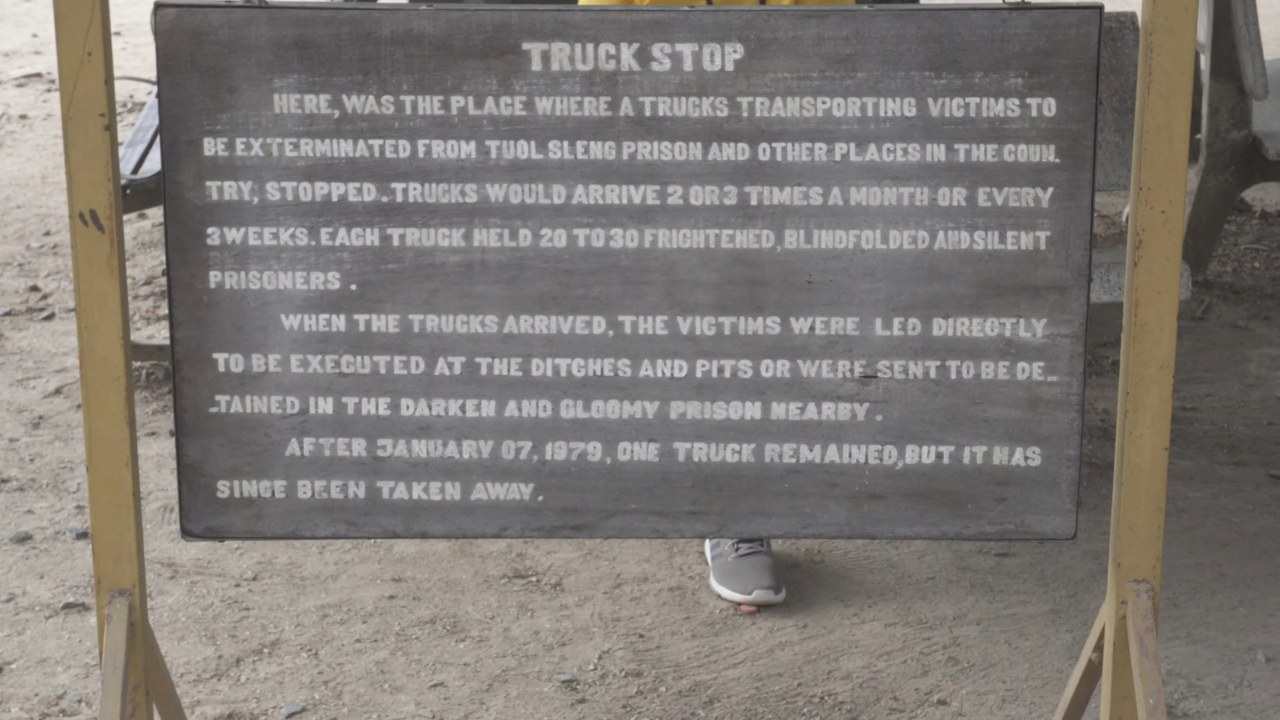 TRUCK STOP
HERE, WAS THE PLACE WHERE A TRUCKS TRANSPORTING VICTIMS TO
BE EXTERMINATED FROM TUOL SLENG PRISON AND OTHER PLACES IN THE COUN.
TRY, STOPPED. TRUCKS WOULD ARRIVE 2 OR 3 TIMES A MONTH OR EVERY
3 WEEKS. EACH TRUCK HELD 20 TO 30 FRIGHTENED, BLINDFOLDED AND SILENT
PRISONERS .
WHEN THE TRUCKS ARRIVED, THE VICTIMS WERE LED DIRECTLY
TO BE EXECUTED AT THE DITCHES AND PITS OR WERE SENT TO BE DE..
..TAINED IN THE DARKEN AND GLOOMY PRISON NEARBY .
AFTER JANUARY 07, 1979, ONE TRUCK REMAINED, BUT IT HAS
SINCE BEEN TAKEN AWAY.